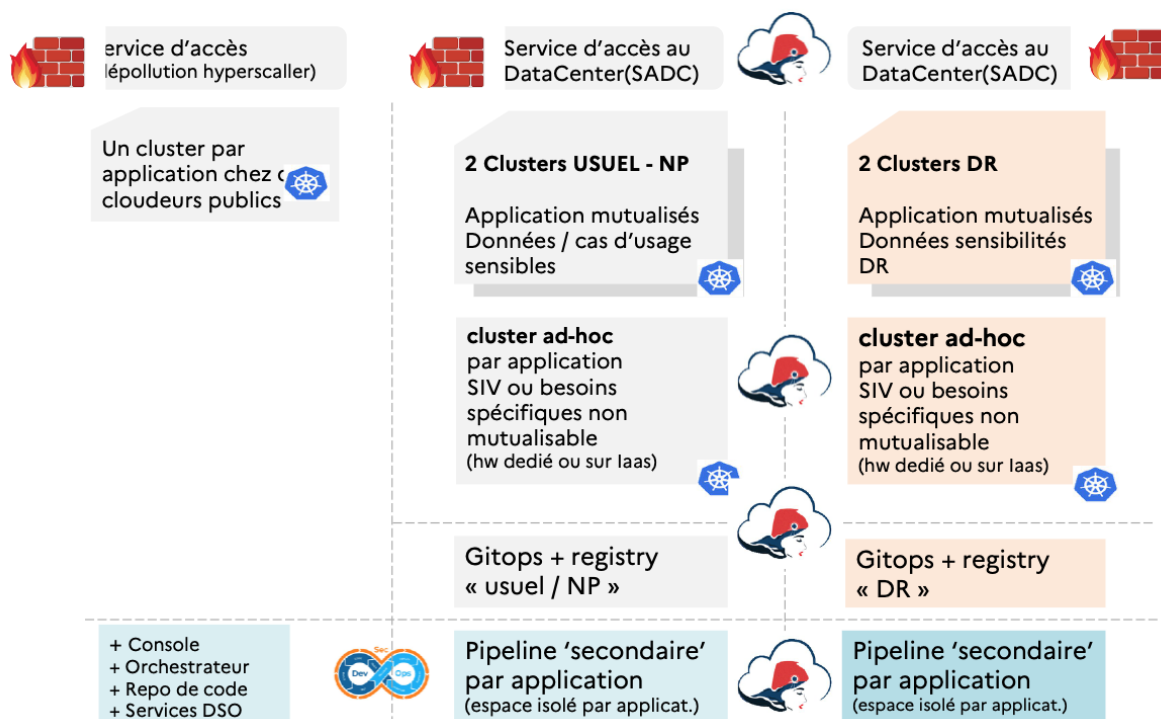 ervice d'accès
dépollution hyperscaller)
Service d'accès au
DataCenter(SADC)
Service d'accès au
DataCenter(SADC)
Un cluster par
application chez
cloudeurs publics
2 Clusters USUEL - NP
Application mutualisés
Données / cas d'usage
sensibles
2 Clusters DR
Application mutualisés
Données sensibilités
DR
cluster ad-hoc
par application
SIV ou besoins
spécifiques non
mutualisable
(hw dedié ou sur Iaas)
cluster ad-hoc
par application
SIV ou besoins
spécifiques non
mutualisable
(hw dedié ou sur Iaas)
Gitops + registry
« usuel / NP »
Gitops + registry
« DR »
+ Console
+ Orchestrateur
+ Repo de code
+ Services DSO
Sec
Dev
Ops
Pipeline 'secondaire'
par application
(espace isolé par applicat.)
Pipeline 'secondaire'
par application
(espace isolé par applicat.)